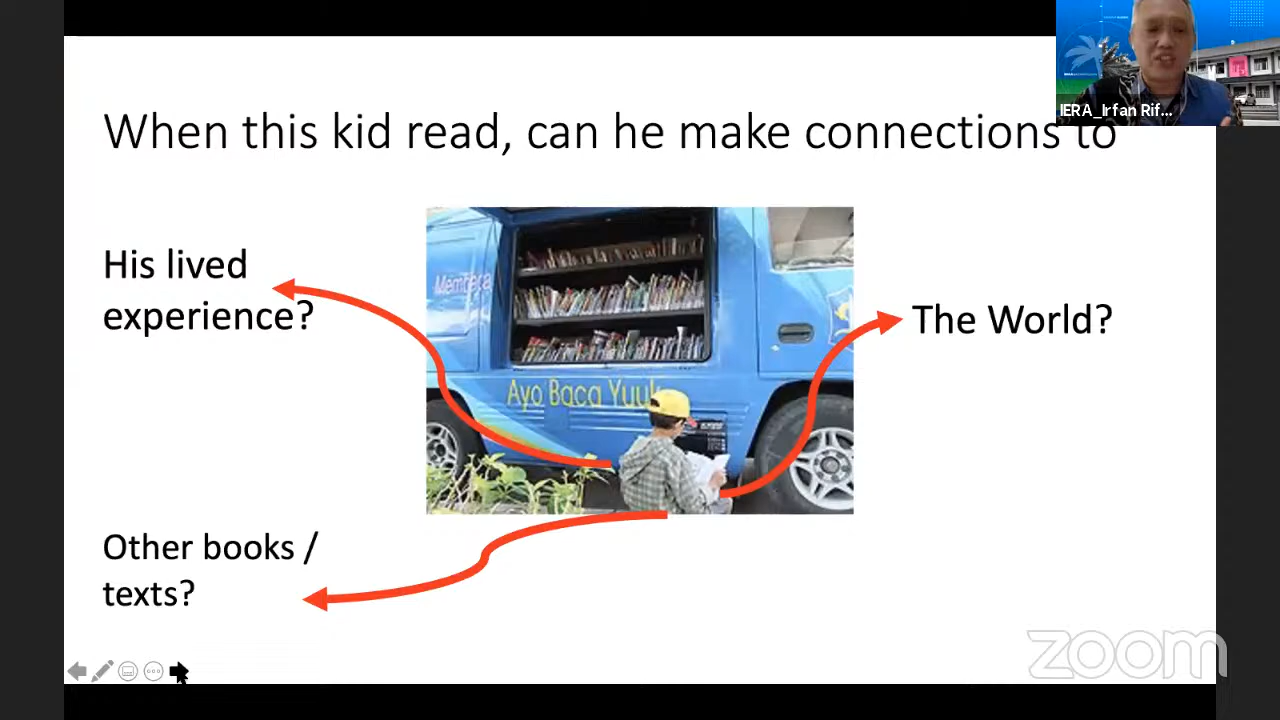 IERA_Irfan Rif...
When this kid read, can he make connections to
His lived
experience?
Membaca
Ayo Baca Yuuk
The World?
Other books /
texts?
zoom